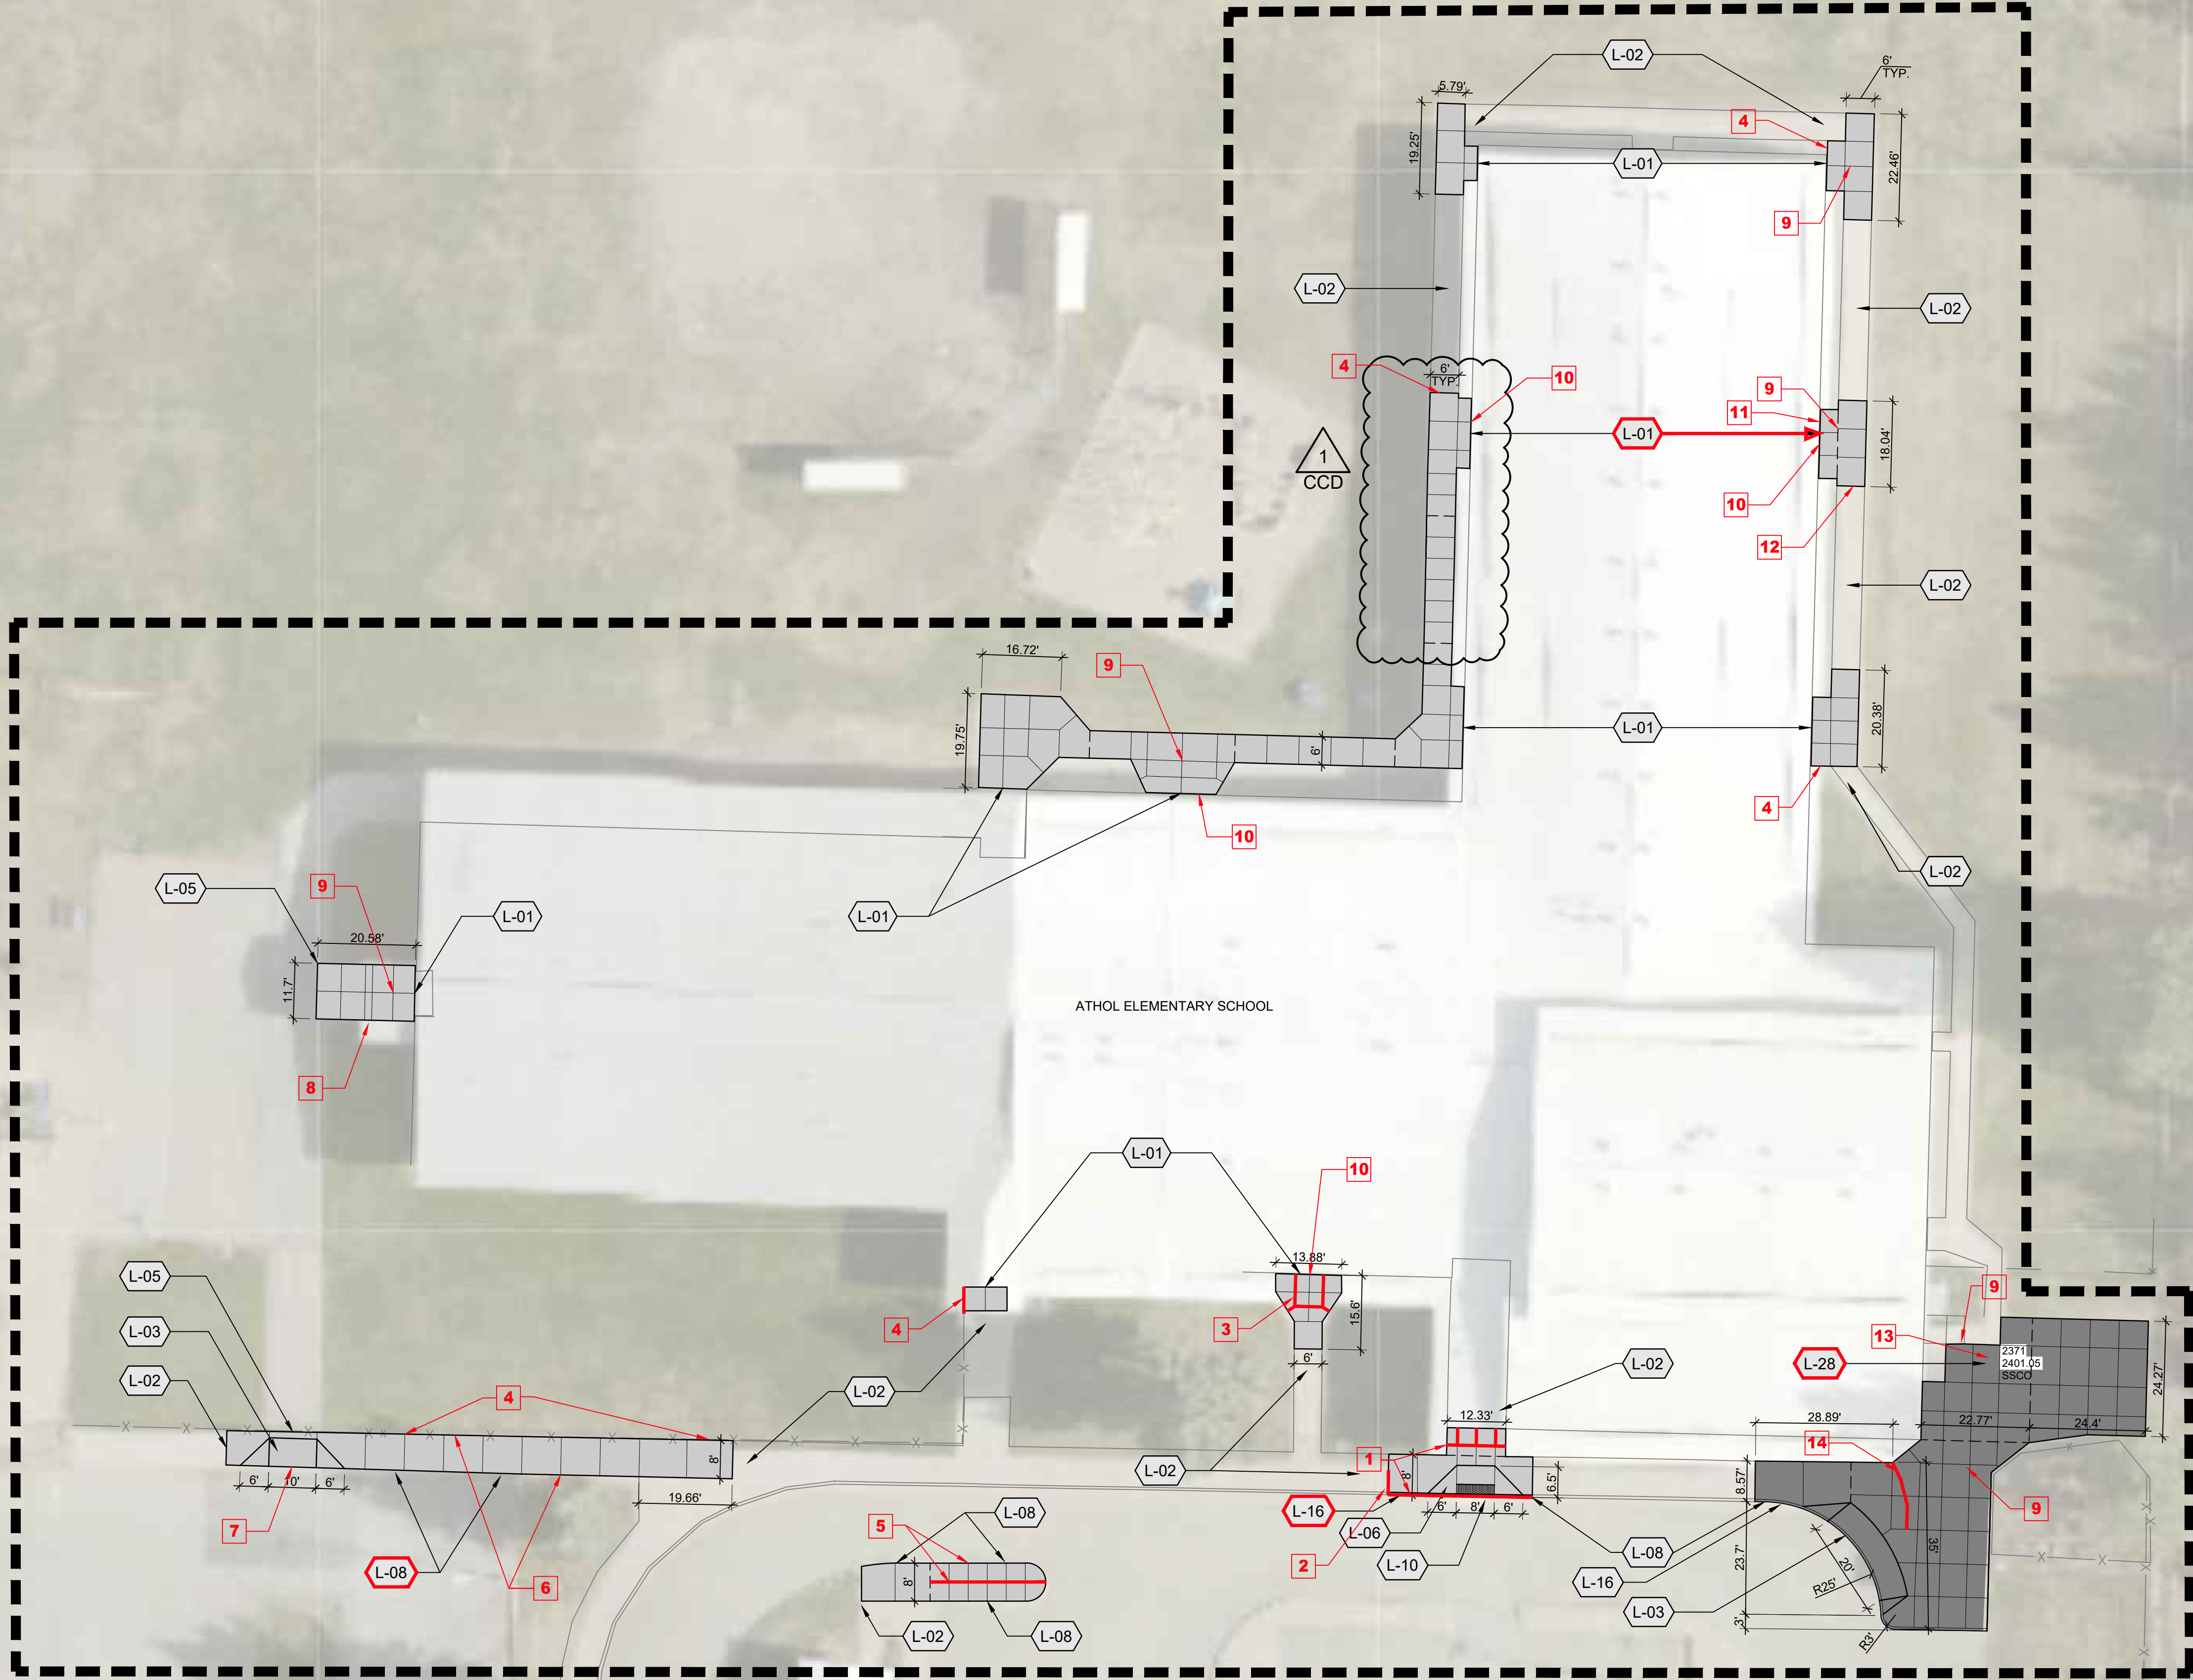 L-02
6'
TYP.
5.79'
4
19.25'
L-01
22.46'
9
L-02
L-02
4
6'
TYP.
10
9
11
1
CCD
L-01
18.04'
10
12
L-02
16.72'
9
19.75'
6'
L-01
20.38'
4
10
L-02
L-05
9
L-01
L-01
20.58'
11.7'
ATHOL ELEMENTARY SCHOOL
8
L-01
10
13.88'
L-05
9
4
3
15.6'
L-03
13
2371
2401.05
SSCO
L-28
6'
L-02
24.27'
L-02
4
L-02
12.33'
28.89'
22.77'
24.4'
1
14
8'
L-02
8'
6.5'
8.57'
6'
10'
6'
19.66'
9
L-16
6'
8'
6'
7
5
L-08
L-06
35'
L-08
2
L-10
L-08
23.7'
20'
6
8'
L-16
R25'
L-03
3'
L-02
L-08
R3'